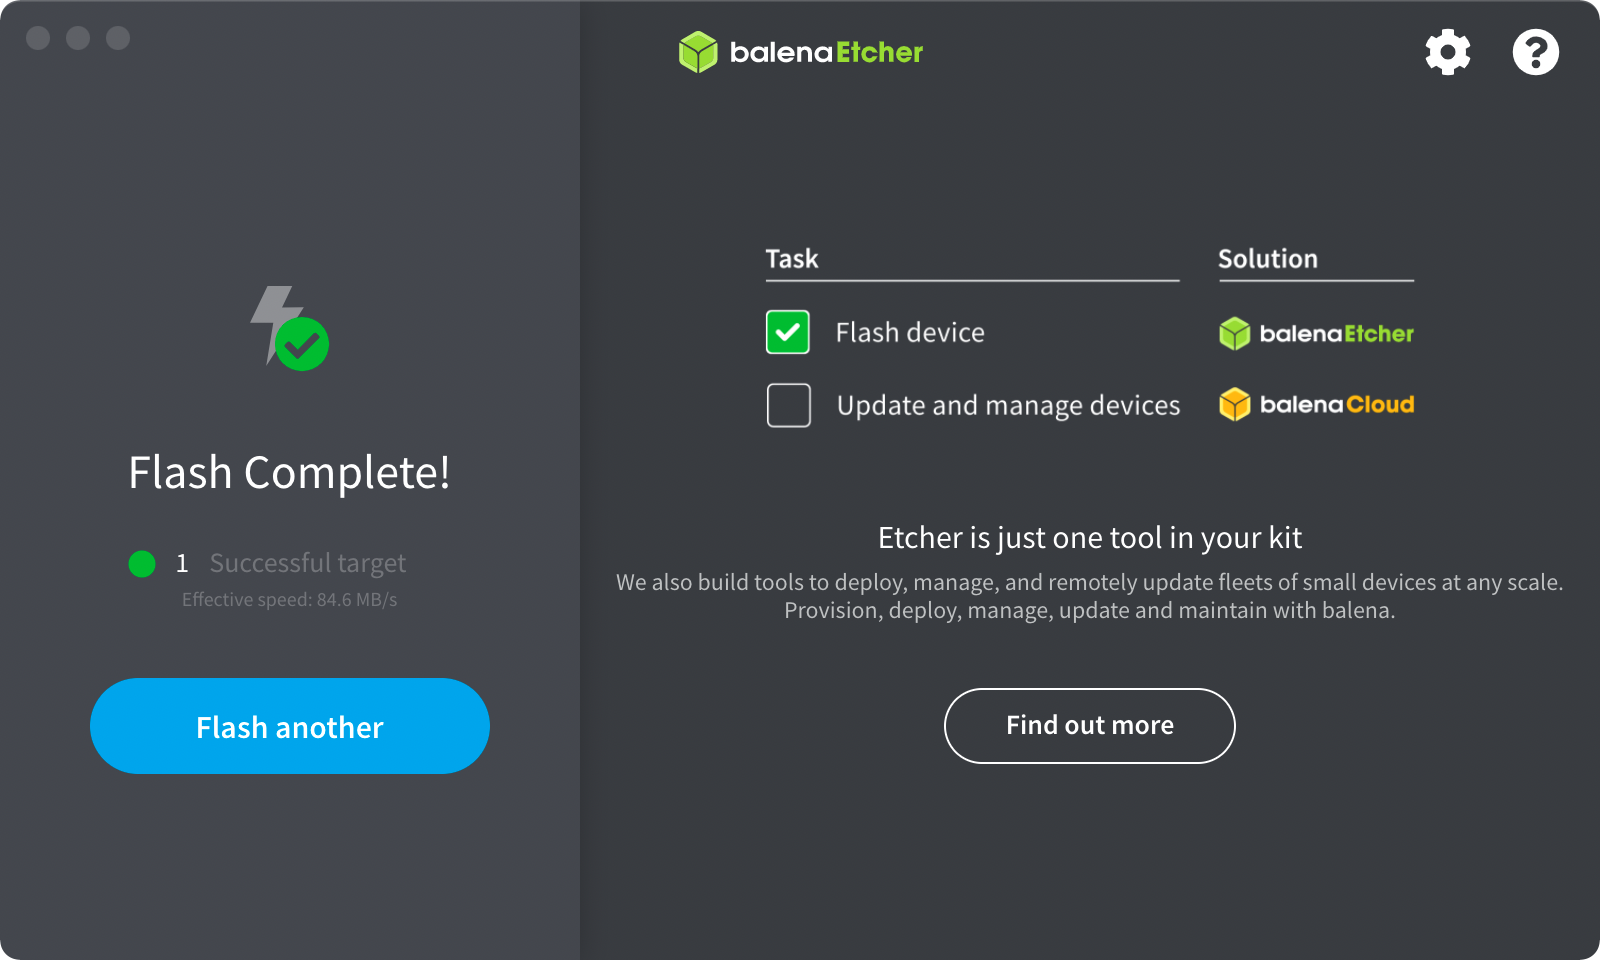 balenaEtcher
Flash Complete!
1 Successful target
Effective speed: 84.6 MB/s
Flash another
Task Solution
Flash device balenaEtcher
Update and manage devices balenaCloud
Etcher is just one tool in your kit
We also build tools to deploy, manage, and remotely update fleets of small devices at any scale.
Provision, deploy, manage, update and maintain with balena.
Find out more